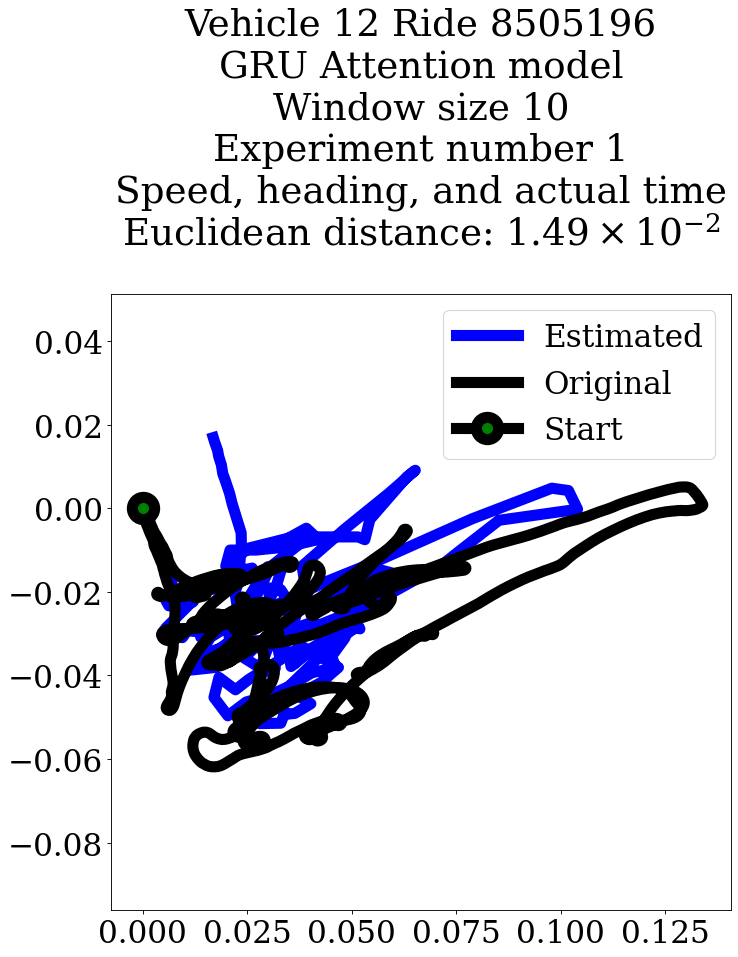 Vehicle 12 Ride 8505196
GRU Attention model
Window size 10
Experiment number 1
Speed, heading, and actual time
Euclidean distance: 1.49 × 10⁻²
Estimated
Original
Start
0.04
0.02
0.00
−0.02
−0.04
−0.06
−0.08
0.000 0.025 0.050 0.075 0.100 0.125